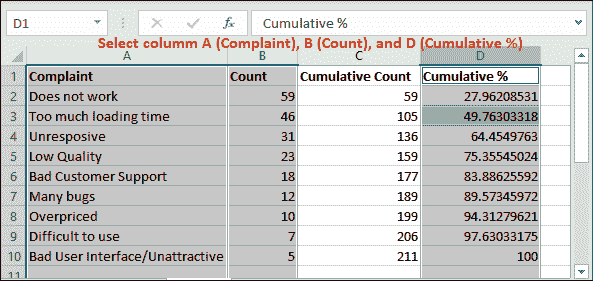 D1 fx Cumulative %
Select columm A (Complaint), B (Count), and D (Cumulative %)
A B C D
1 Complaint Count Cumulative Count Cumulative %
2 Does not work 59 59 27.96208531
3 Too much loading time 46 105 49.76303318
4 Unresposive 31 136 64.4549763
5 Low Quality 23 159 75.35545024
6 Bad Customer Support 18 177 83.88625592
7 Many bugs 12 189 89.57345972
8 Overpriced 10 199 94.31279621
9 Difficult to use 7 206 97.63033175
10 Bad User Interface/Unattractive 5 211 100
11